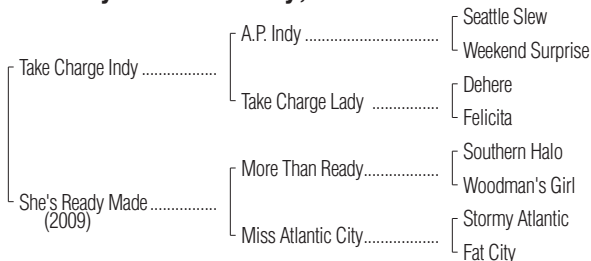 Take Charge Indy .................
A.P. Indy ..............................
Seattle Slew
Weekend Surprise
Take Charge Lady ...............
Dehere
Felicita
She's Ready Made ...............
(2009)
More Than Ready.................
Southern Halo
Woodman's Girl
Miss Atlantic City.................
Stormy Atlantic
Fat City